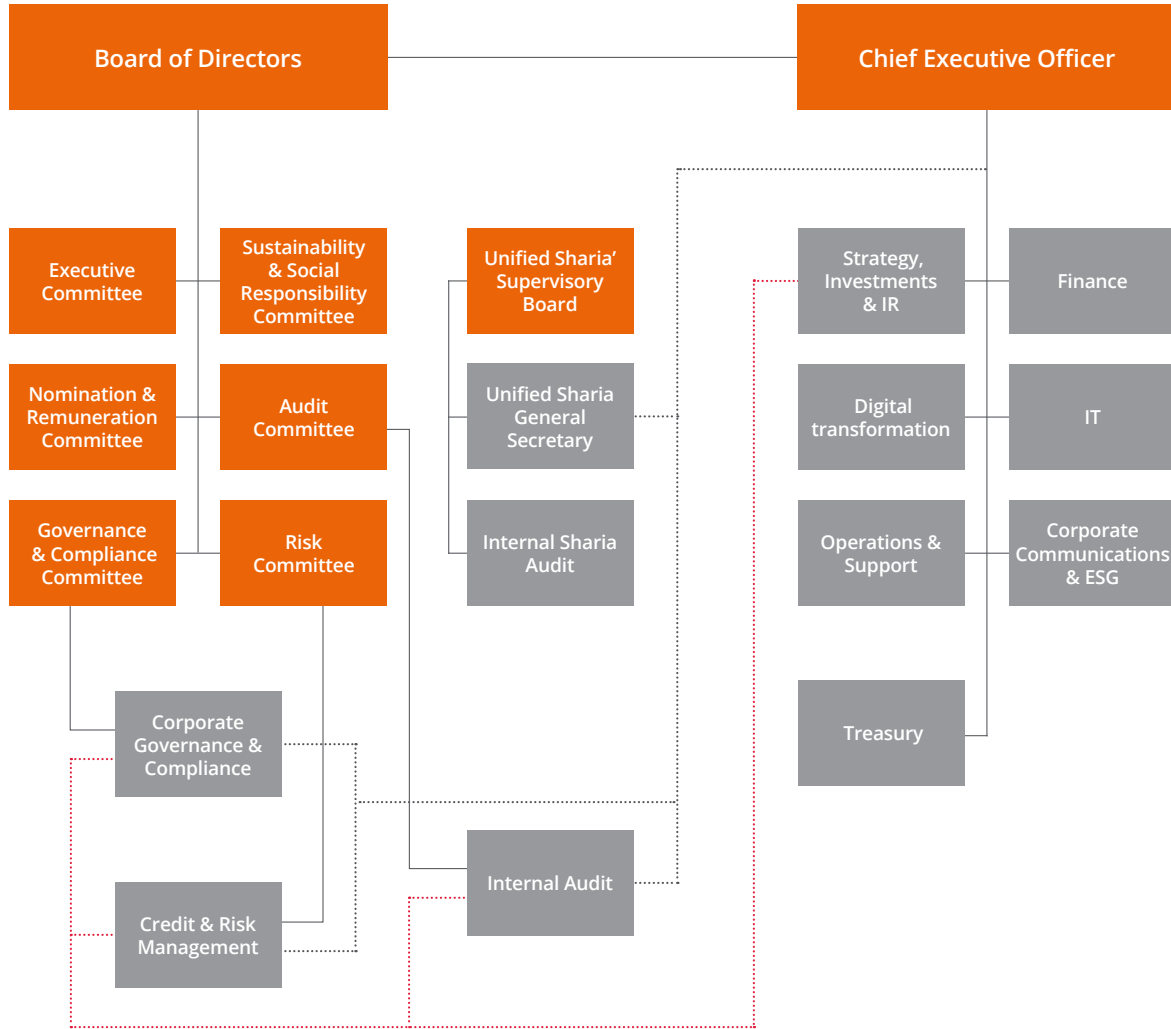 Board of Directors
Chief Executive Officer
Executive
Committee
Sustainability
& Social
Responsibility
Committee
Unified Sharia’
Supervisory
Board
Strategy,
Investments
& IR
Finance
Nomination &
Remuneration
Committee
Audit
Committee
Unified Sharia
General
Secretary
Digital
transformation
IT
Governance
& Compliance
Committee
Risk
Committee
Internal Sharia
Audit
Operations &
Support
Corporate
Communications
& ESG
Corporate
Governance &
Compliance
Treasury
Internal Audit
Credit & Risk
Management